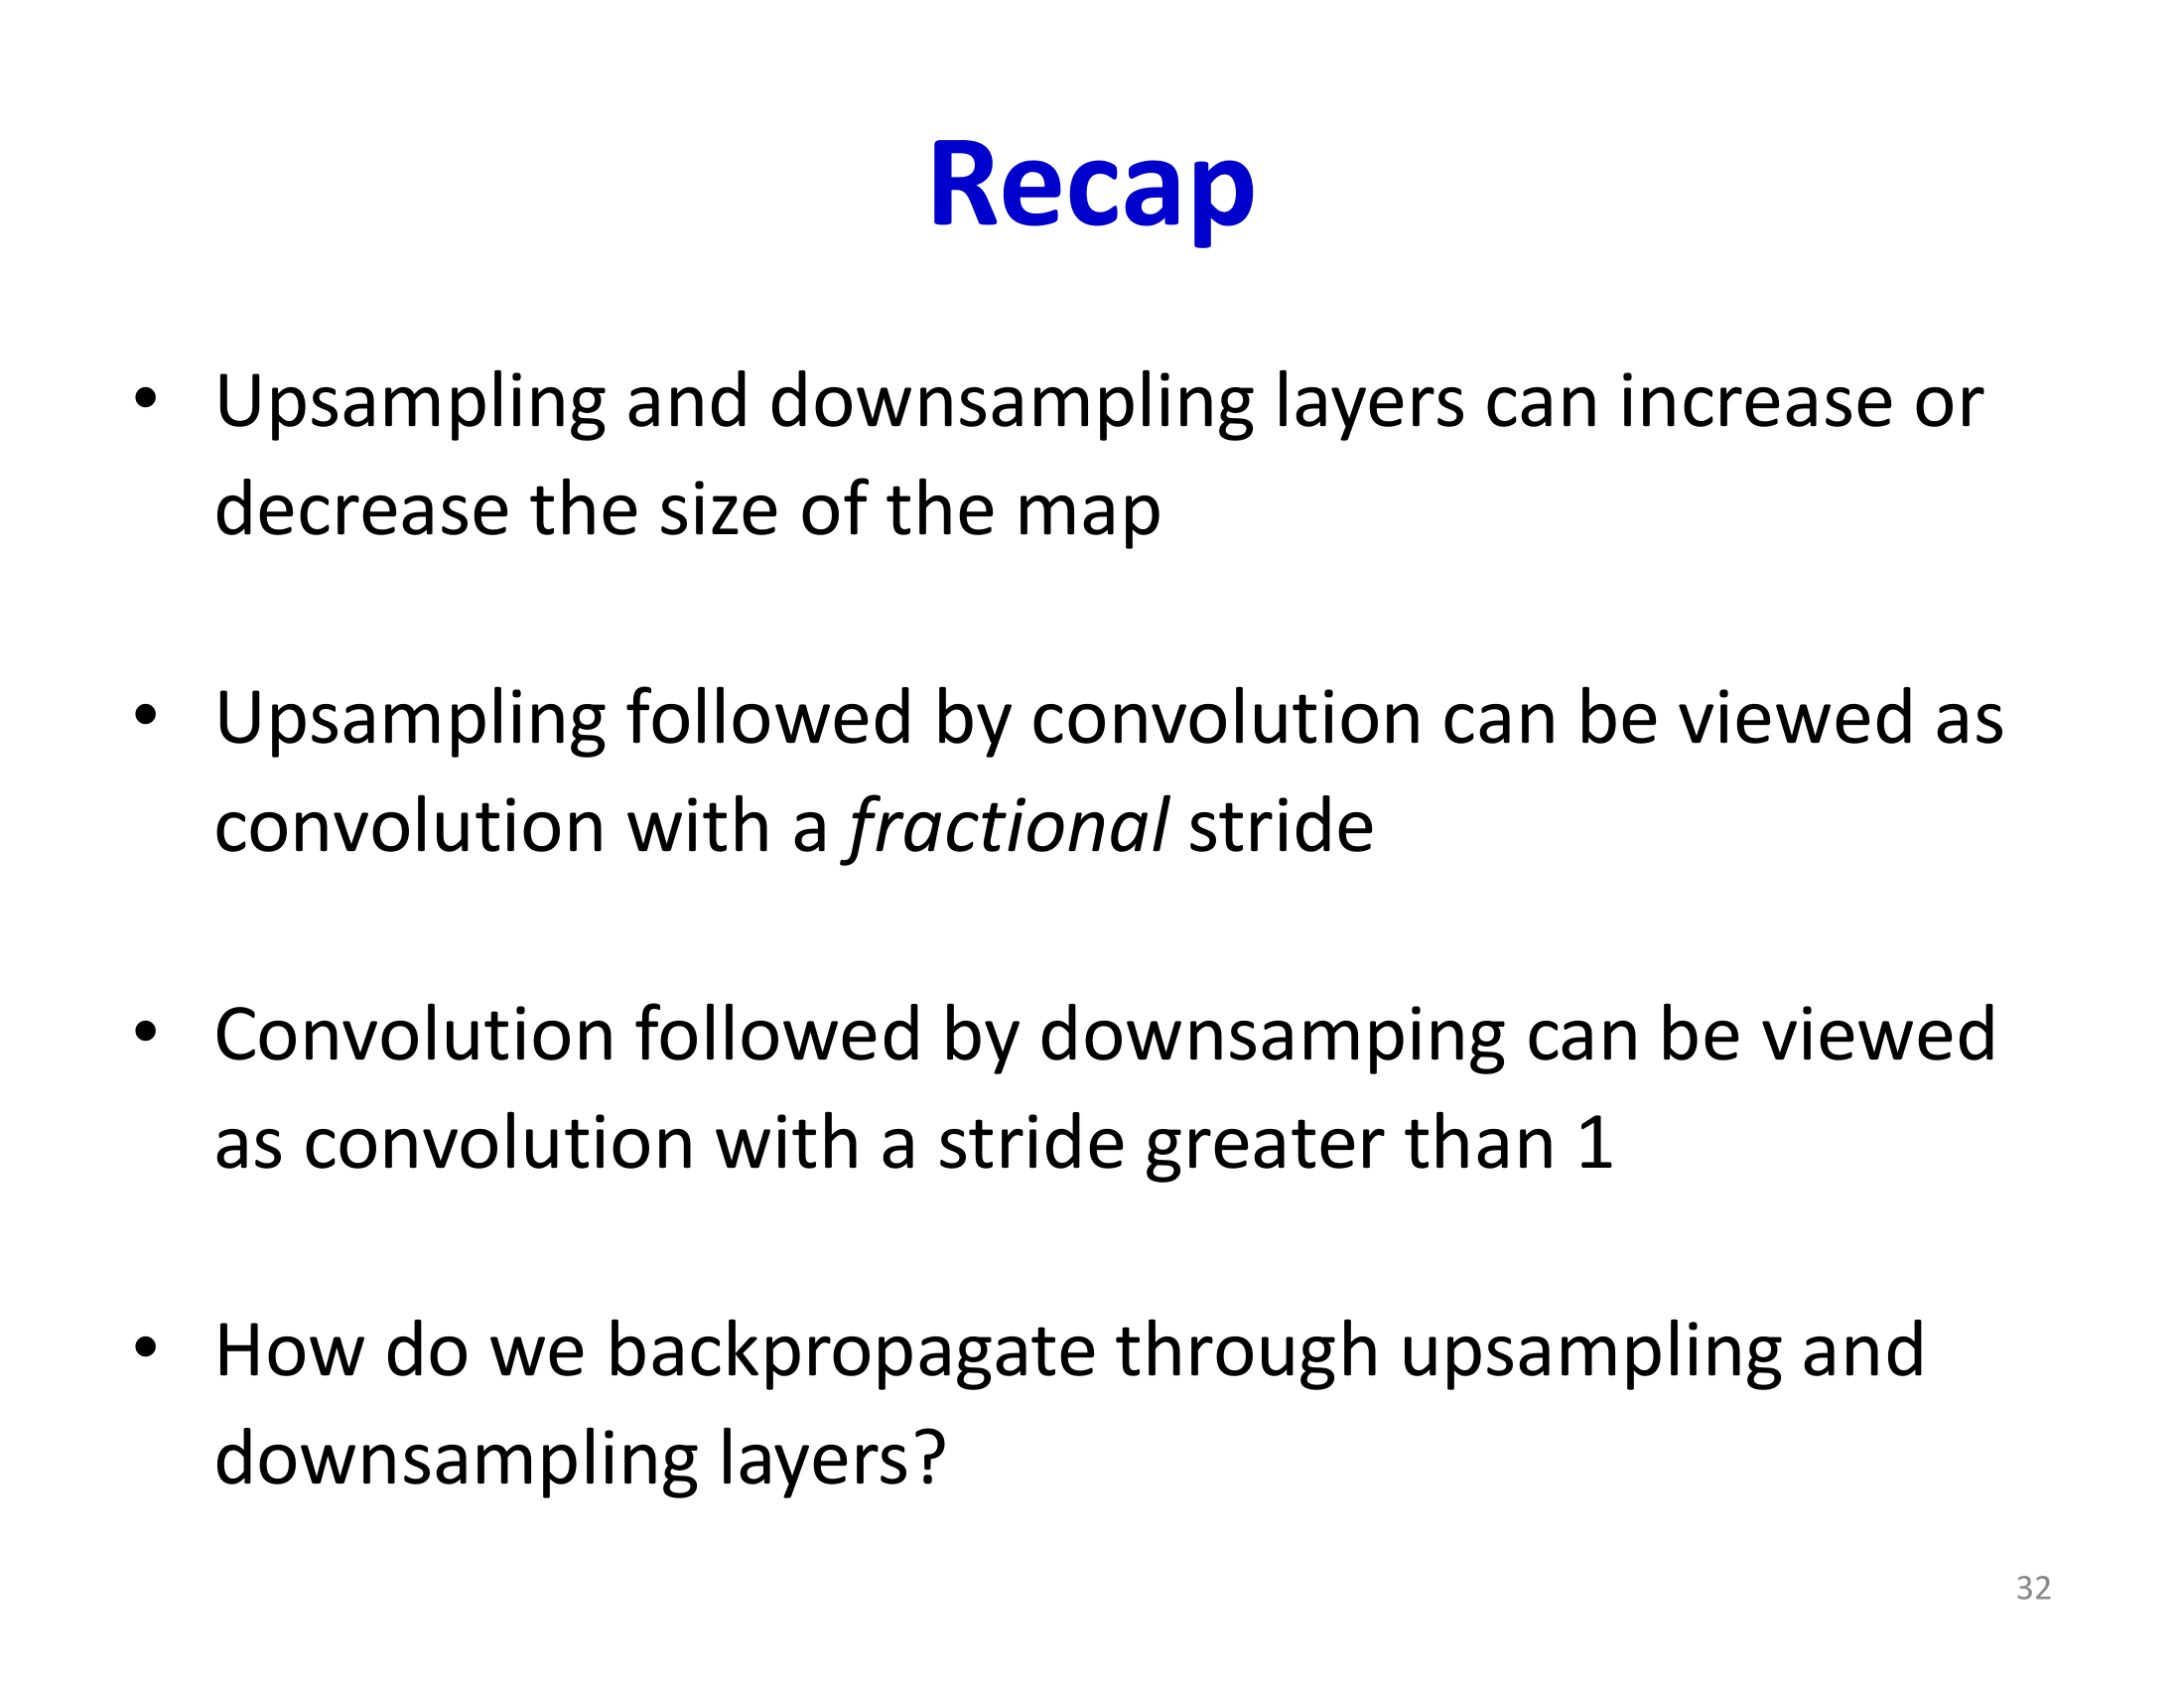 Recap
• Upsampling and downsampling layers can increase or
decrease the size of the map
• Upsampling followed by convolution can be viewed as
convolution with a fractional stride
• Convolution followed by downsamping can be viewed
as convolution with a stride greater than 1
• How do we backpropagate through upsampling and
downsampling layers?
32